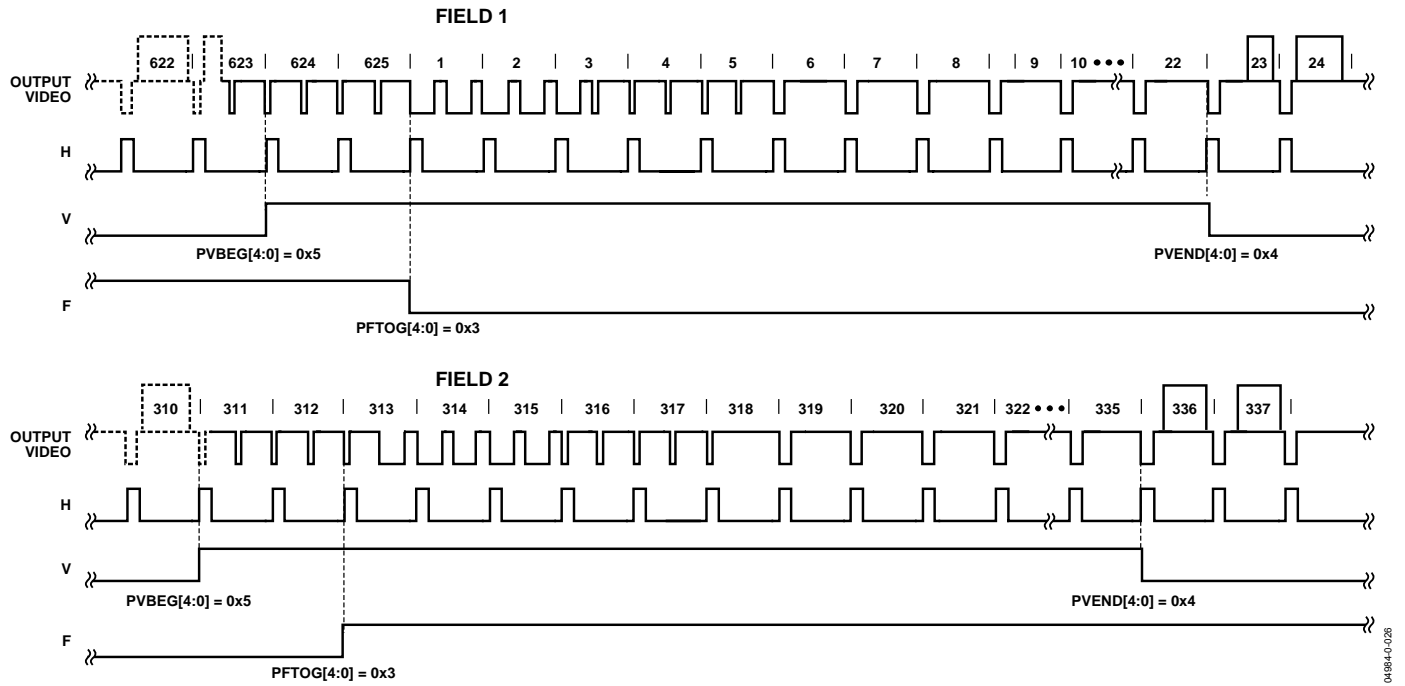 FIELD 1
622 623 624 625 1 2 3 4 5 6 7 8 9 10 ••• 22 23 24
OUTPUT
VIDEO
H
V
PVBEG[4:0] = 0x5 PVEND[4:0] = 0x4
F
PFTOG[4:0] = 0x3
FIELD 2
310 311 312 313 314 315 316 317 318 319 320 321 322 ••• 335 336 337
OUTPUT
VIDEO
H
V
PVBEG[4:0] = 0x5 PVEND[4:0] = 0x4
F
PFTOG[4:0] = 0x3
04984-0-026